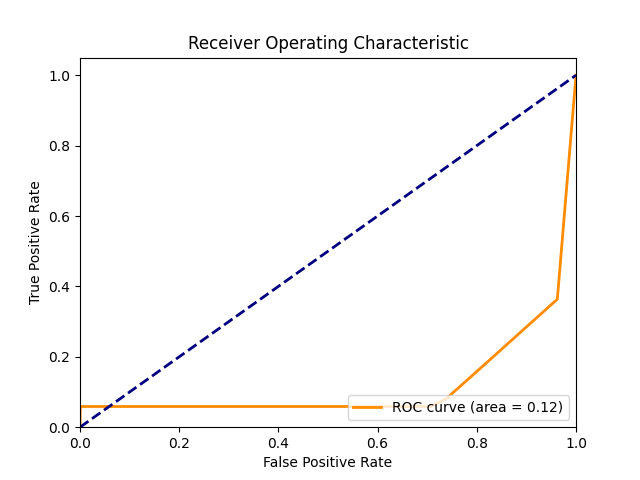 Receiver Operating Characteristic
True Positive Rate
1.0
0.8
0.6
0.4
0.2
0.0
ROC curve (area = 0.12)
0.0 0.2 0.4 0.6 0.8 1.0
False Positive Rate